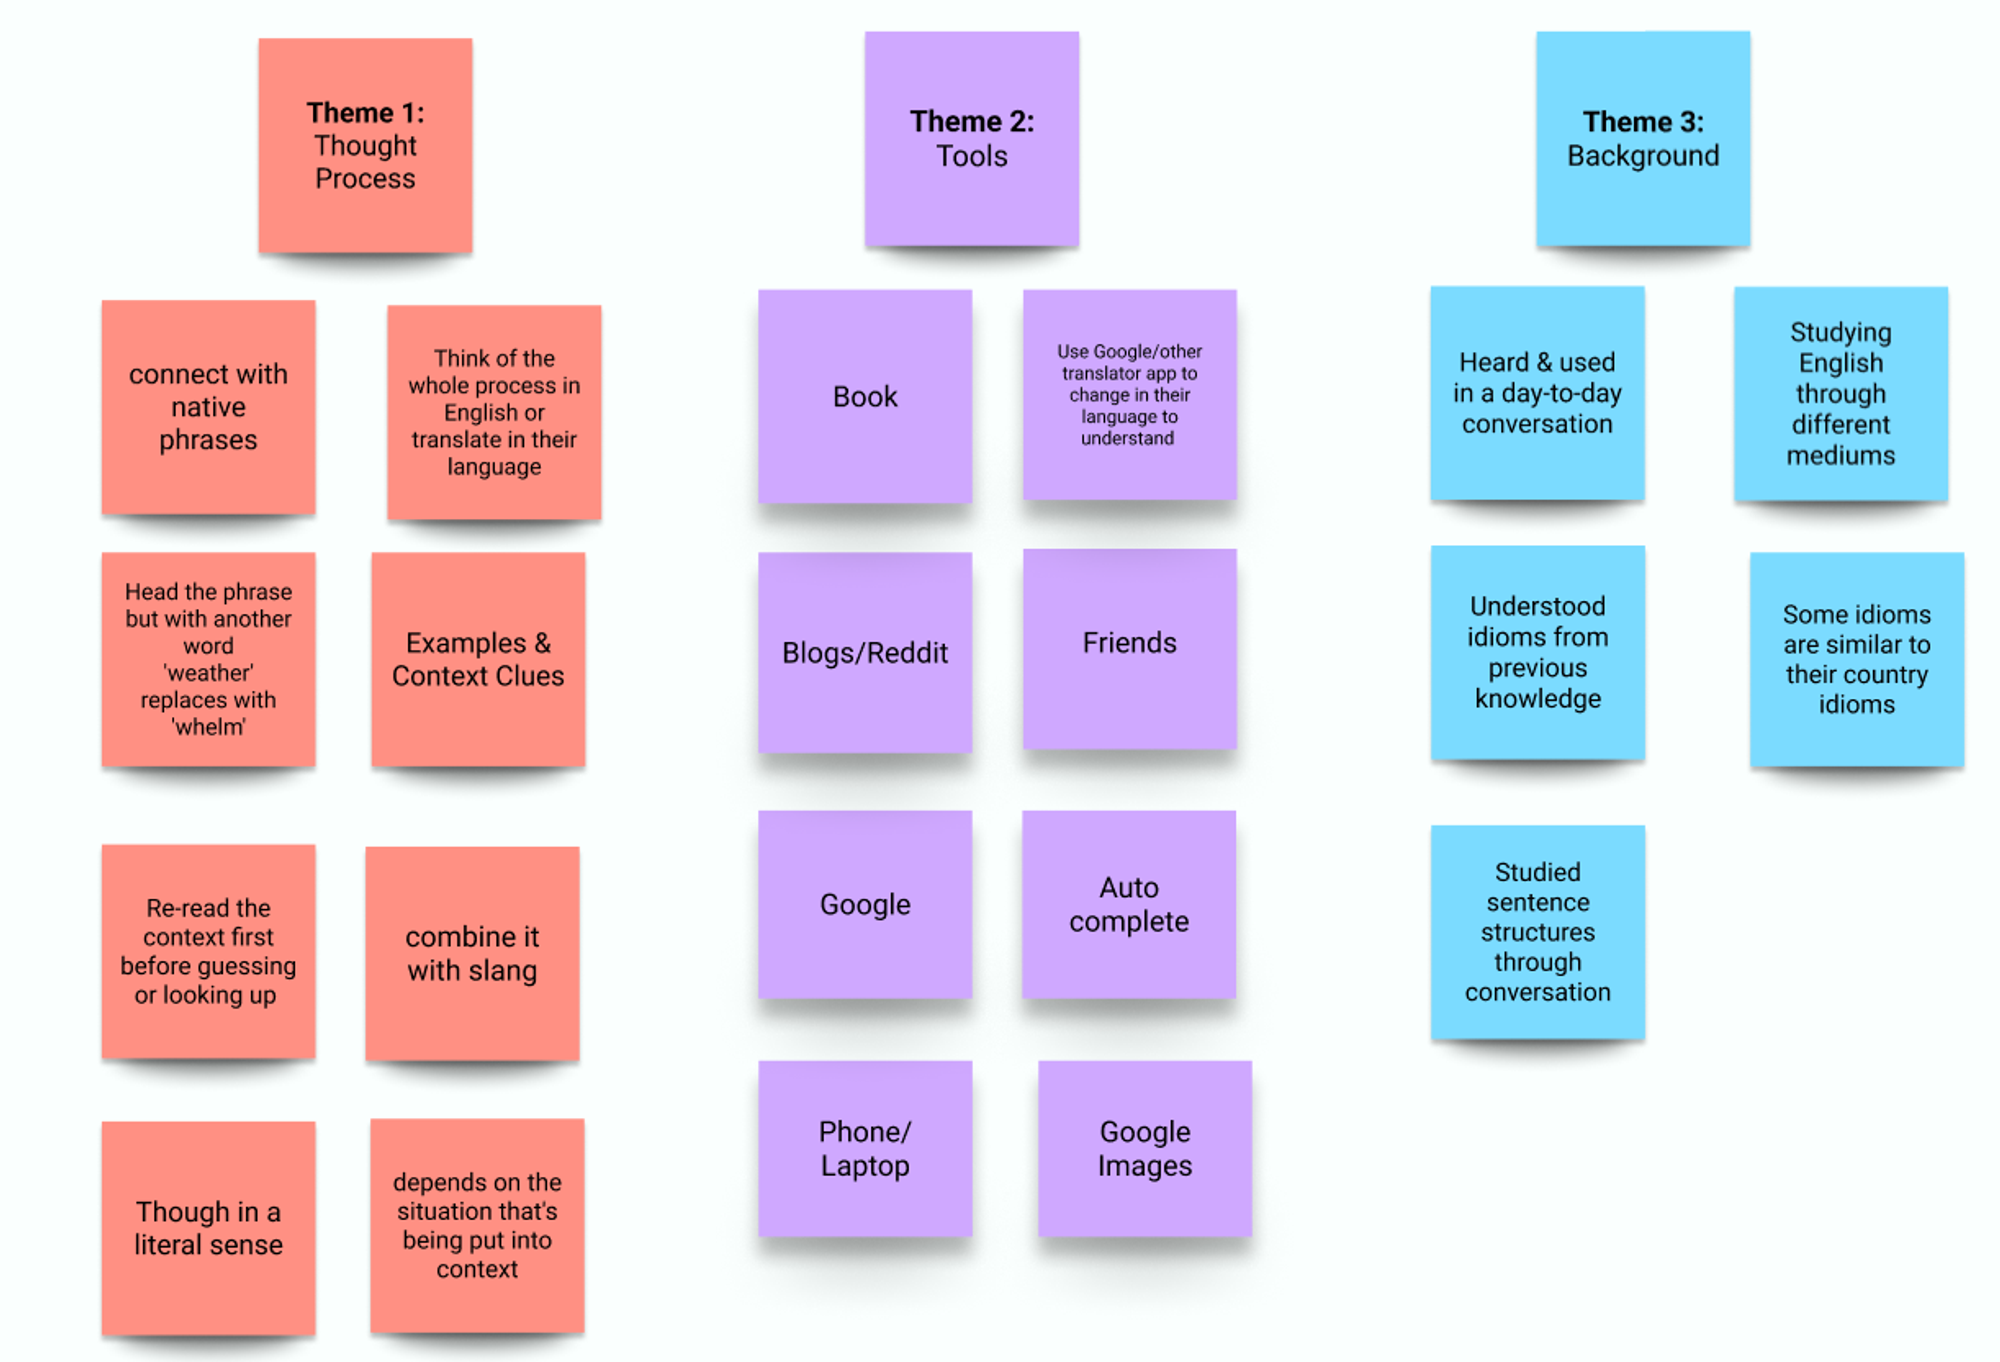 Theme 1:
Thought
Process
connect with
native
phrases
Think of the
whole process in
English or
translate in their
language
Head the phrase
but with another
word
'weather'
replaces with
'whelm'
Examples &
Context Clues
Re-read the
context first
before guessing
or looking up
combine it
with slang
Though in a
literal sense
depends on the
situation that's
being put into
context
Theme 2:
Tools
Book
Use Google/other
translator app to
change in their
language to
understand
Blogs/Reddit
Friends
Google
Auto
complete
Phone/
Laptop
Google
Images
Theme 3:
Background
Heard & used
in a day-to-day
conversation
Studying
English
through
different
mediums
Understood
idioms from
previous
knowledge
Some idioms
are similar to
their country
idioms
Studied
sentence
structures
through
conversation